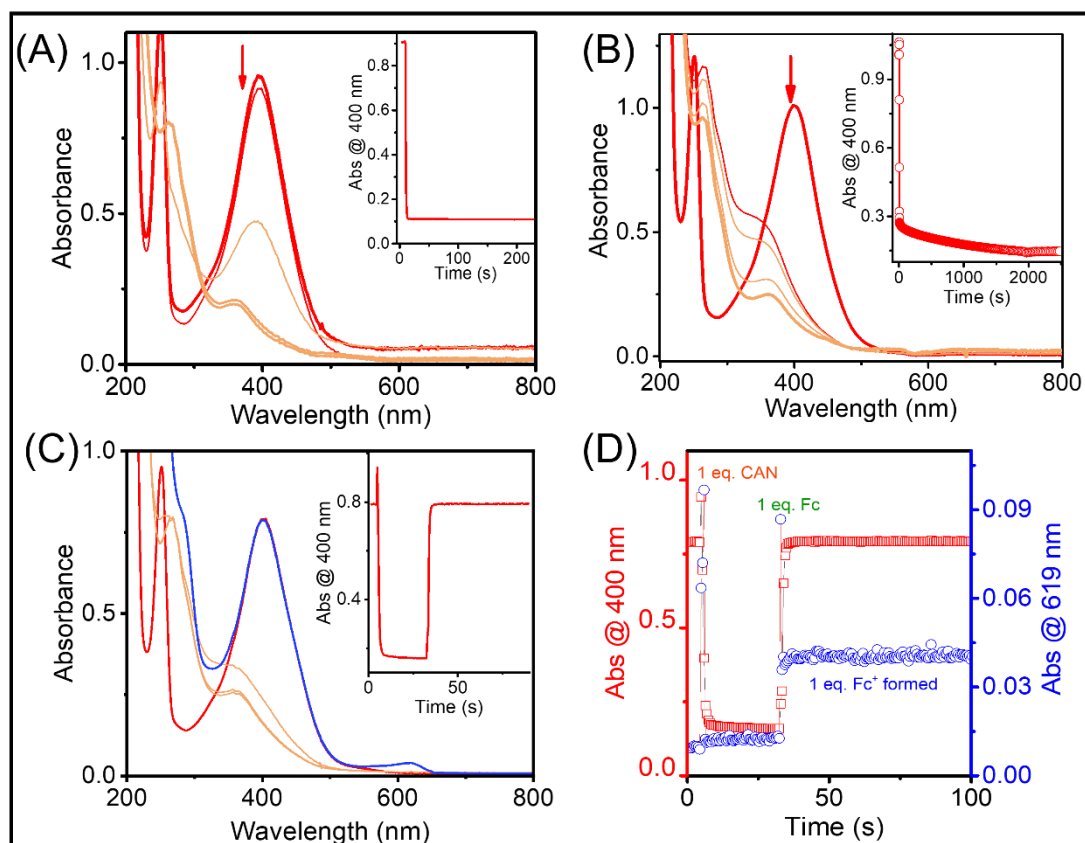 (A)
1.0
0.5
0.0
Absorbance
200
400
600
800
Wavelength (nm)
0.9
0.6
0.4
0.2
0.0
Abs @ 400 nm
0
100
200
Time (s)
(B)
1.0
0.5
0.0
Absorbance
200
400
600
800
Wavelength (nm)
0.9
0.6
0.3
0.0
Abs @ 400 nm
0
1000
2000
Time (s)
(C)
1.0
0.5
0.0
Absorbance
200
400
600
800
Wavelength (nm)
0.8
0.4
Abs @ 400 nm
0
50
Time (s)
(D)
1 eq. CAN
1 eq. Fc
1 eq. Fc⁺ formed
1.0
0.5
0.0
Abs @ 400 nm
0.09
0.06
0.03
0.00
Abs @ 619 nm
0
50
100
Time (s)